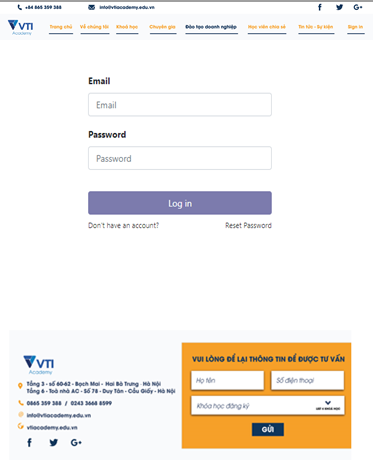 +84 865 359 388
info@vtiacademy.edu.vn
VTI
Academy
Trang chủ
Về chúng tôi
Khoá học
Chuyên gia
Đào tạo doanh nghiệp
Học viên chia sẻ
Tin tức - Sự kiện
Sign in
Email
Email
Password
Password
Log in
Don't have an account?
Reset Password
VTI
Academy
Tầng 3 - số 60-62 - Bạch Mai - Hai Bà Trưng - Hà Nội
Tầng 6 - Toà nhà AC - Số 78 - Duy Tân - Cầu Giấy - Hà Nội
0865 359 388 / 0243 3668 8599
info@vtiacademy.edu.vn
vtiacademy.edu.vn
VUI LÒNG ĐỂ LẠI THÔNG TIN ĐỂ ĐƯỢC TƯ VẤN
Họ tên
Số điện thoại
Khóa học đăng ký
GỬI